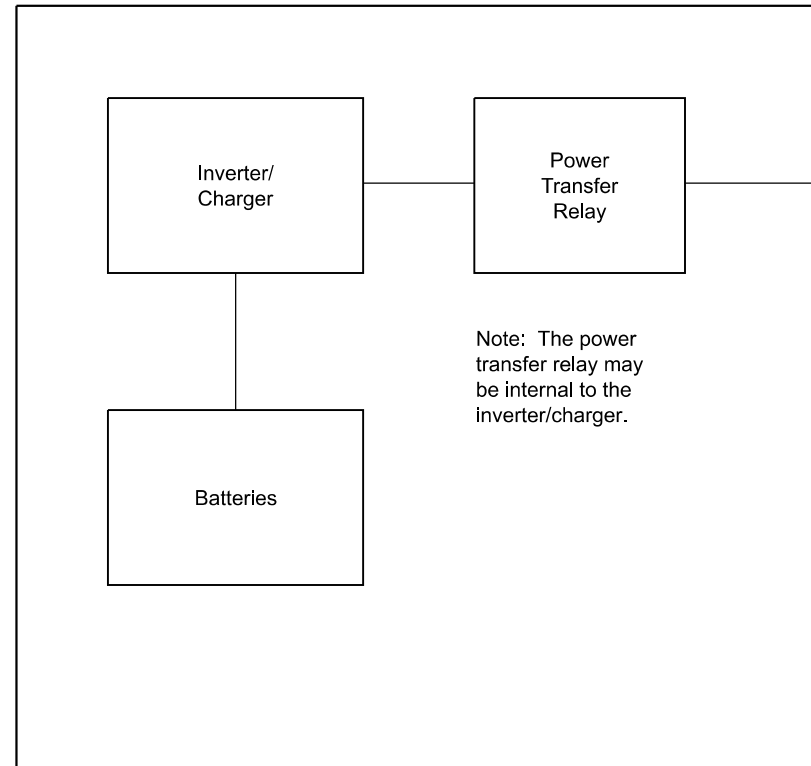 Inverter/
Charger
Power
Transfer
Relay
Note:  The power
transfer relay may
be internal to the
inverter/charger.
Batteries